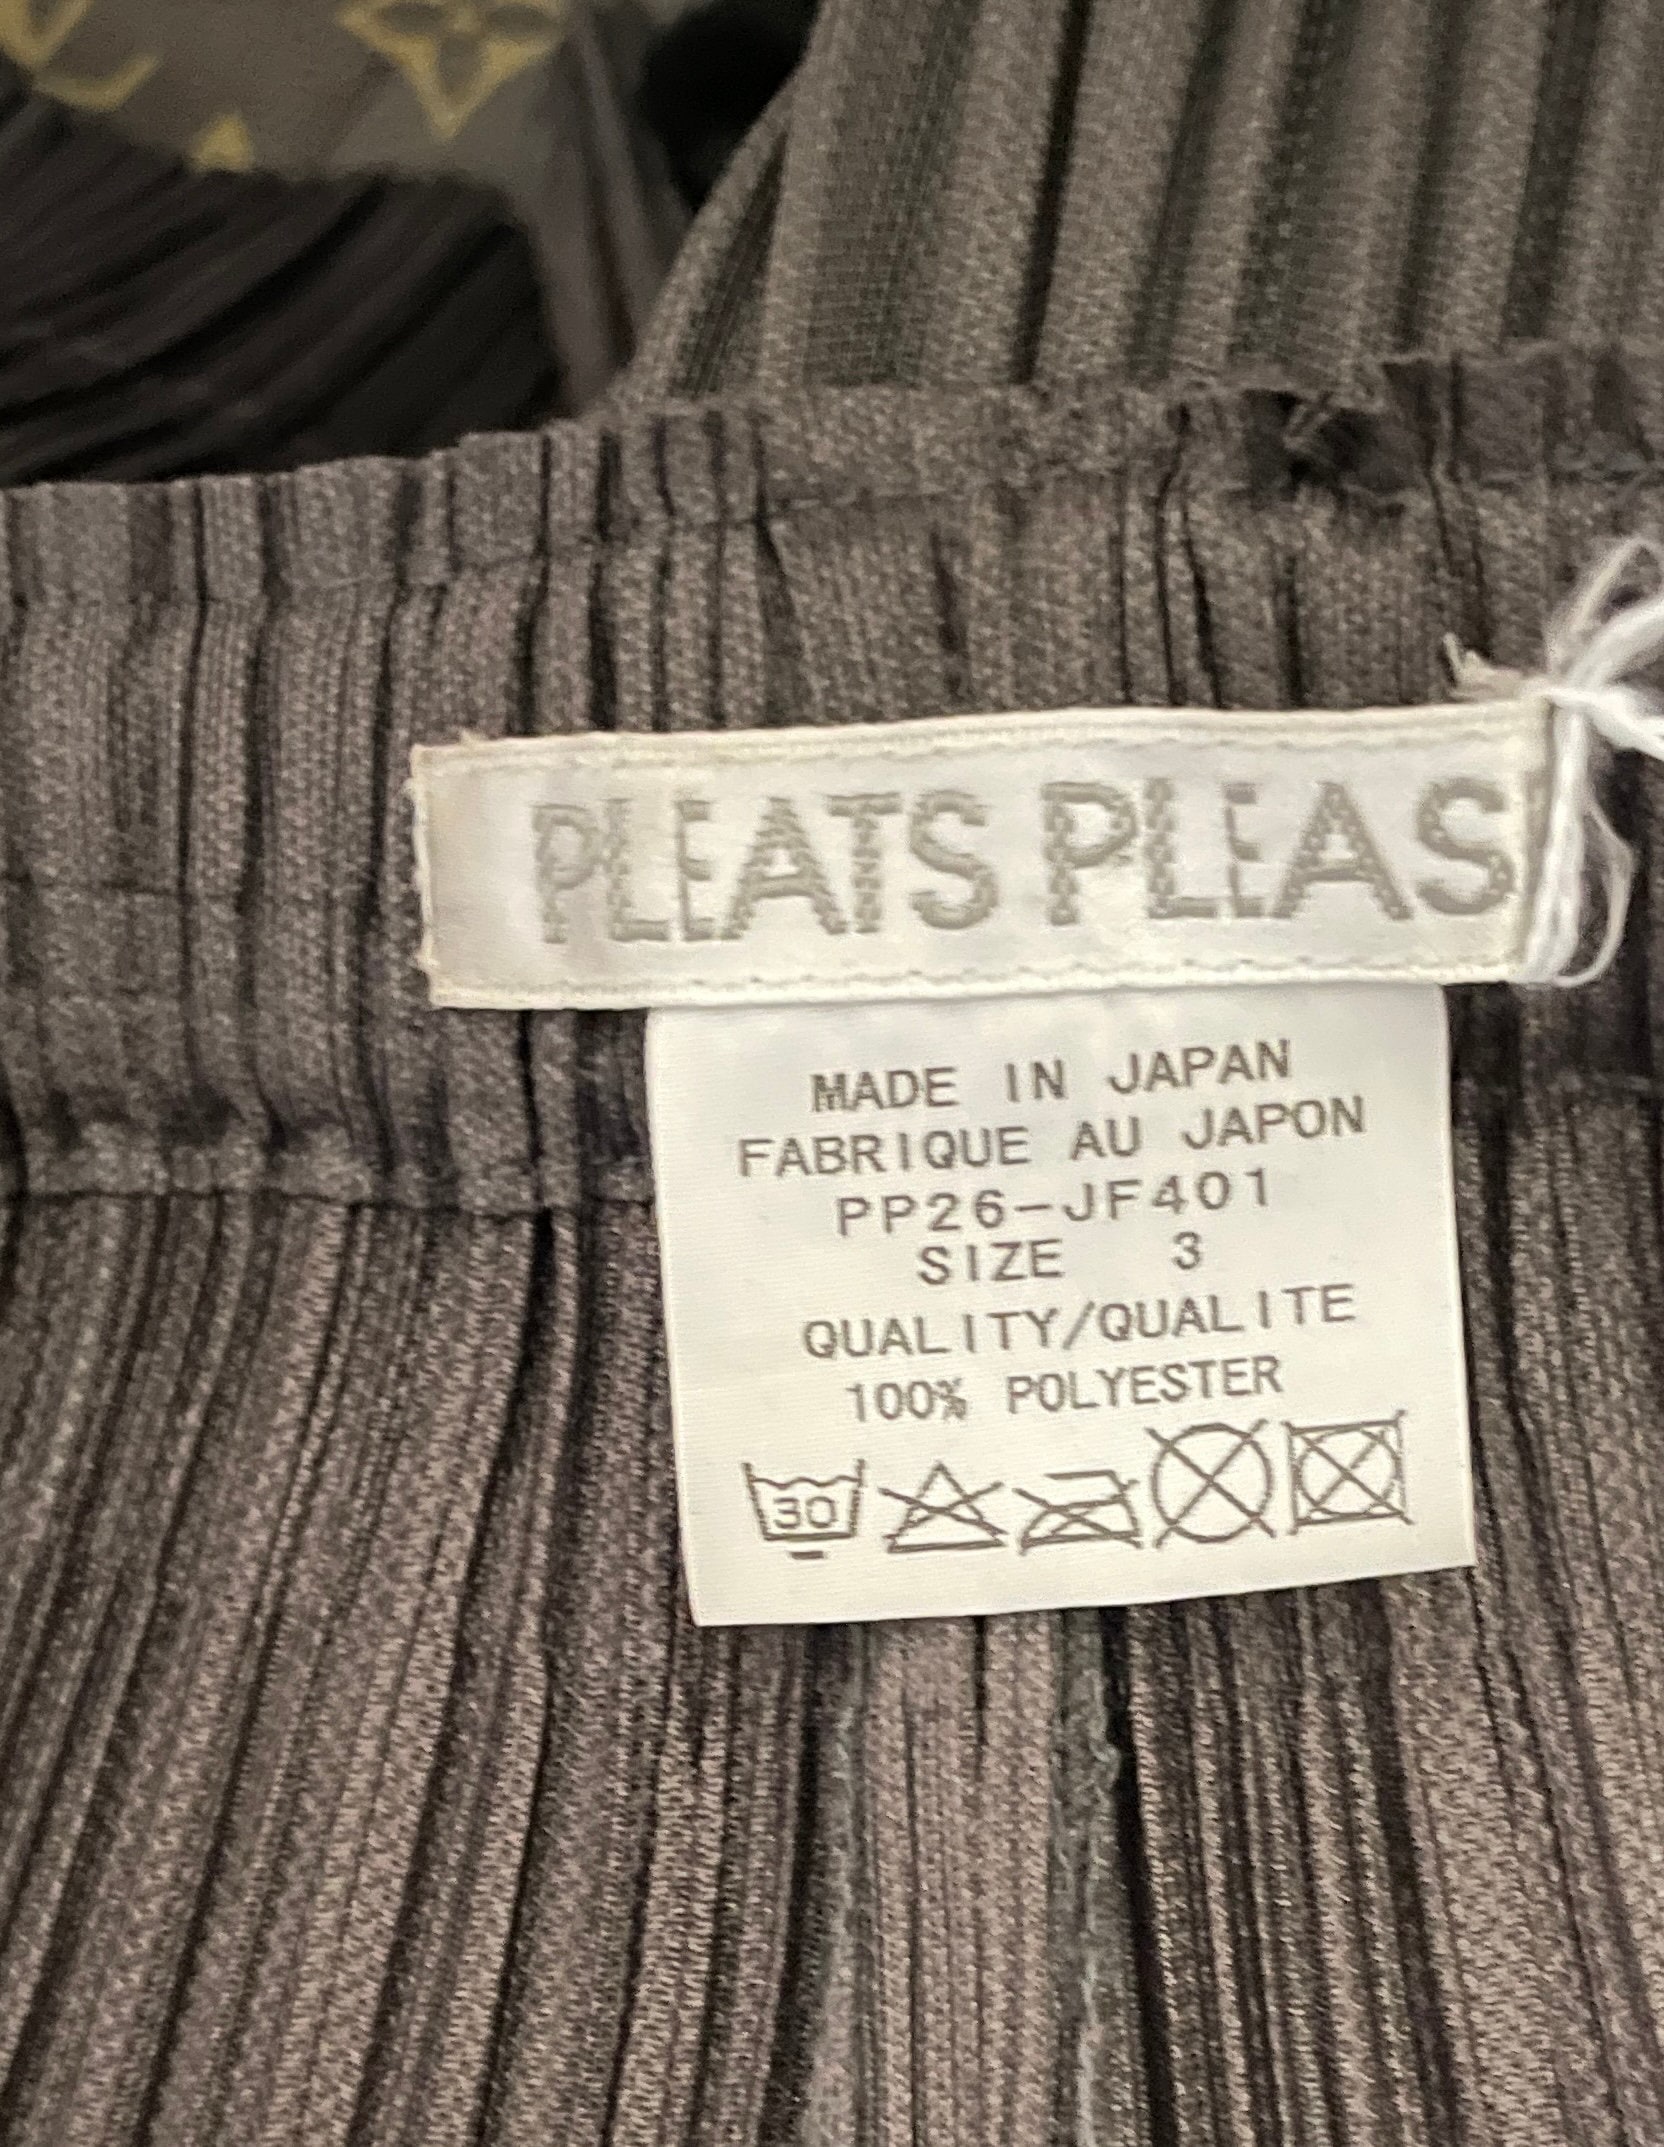 PLEATS PLEAS
MADE IN JAPAN
FABRIQUE AU JAPON
PP26-JF401
SIZE 3
QUALITY/QUALITE
100% POLYESTER
30